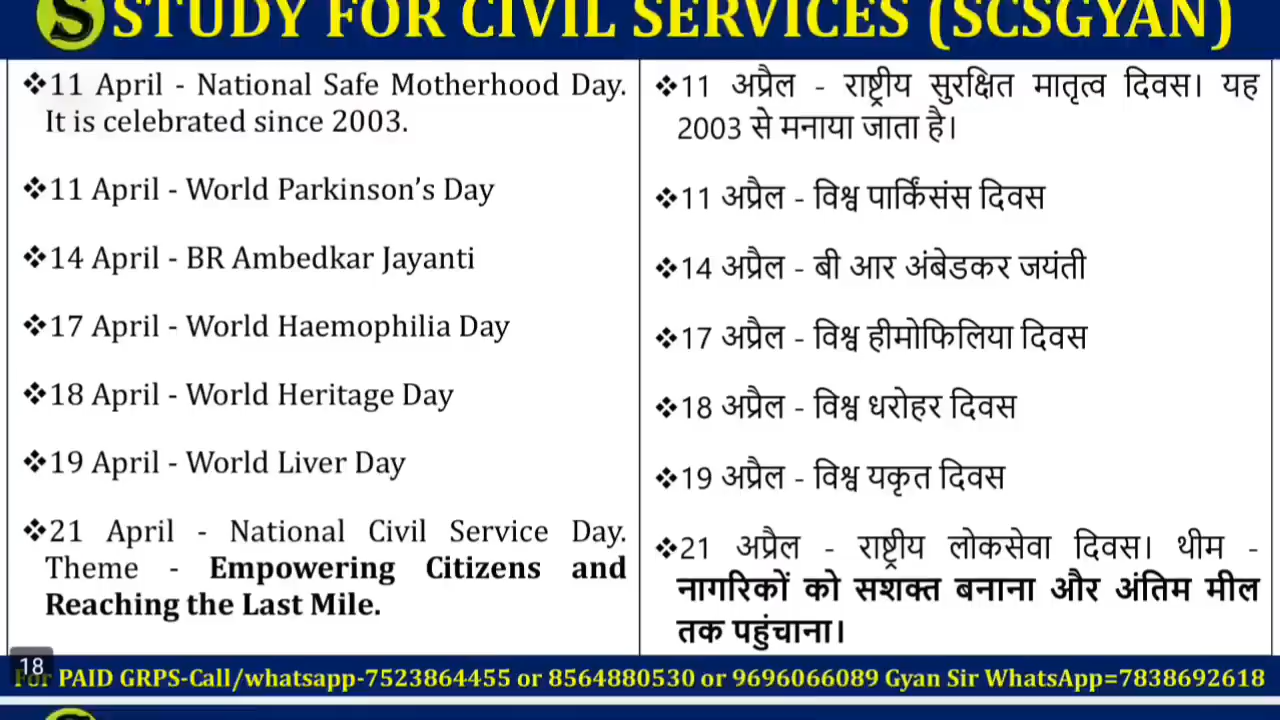 S STUDY FOR CIVIL SERVICES (SCSGYAN)
❖11 April - National Safe Motherhood Day.
It is celebrated since 2003.
❖11 April - World Parkinson’s Day
❖14 April - BR Ambedkar Jayanti
❖17 April - World Haemophilia Day
❖18 April - World Heritage Day
❖19 April - World Liver Day
❖21 April - National Civil Service Day.
Theme - Empowering Citizens and
Reaching the Last Mile.
❖11 अप्रैल - राष्ट्रीय सुरक्षित मातृत्व दिवस। यह
2003 से मनाया जाता है।
❖11 अप्रैल - विश्व पार्किंसंस दिवस
❖14 अप्रैल - बी आर अंबेडकर जयंती
❖17 अप्रैल - विश्व हीमोफिलिया दिवस
❖18 अप्रैल - विश्व धरोहर दिवस
❖19 अप्रैल - विश्व यकृत दिवस
❖21 अप्रैल - राष्ट्रीय लोकसेवा दिवस। थीम -
नागरिकों को सशक्त बनाना और अंतिम मील
तक पहुंचाना।
18
For PAID GRPS-Call/whatsapp-7523864455 or 8564880530 or 9696066089 Gyan Sir WhatsApp=7838692618